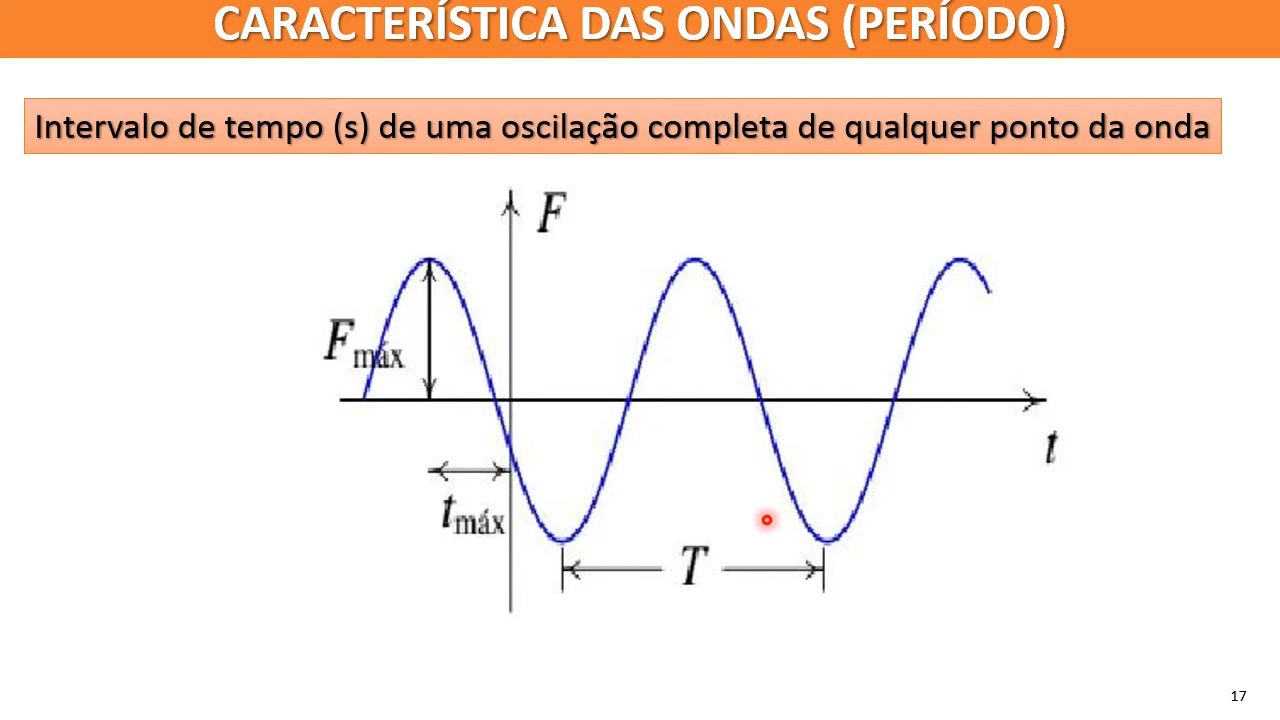 CARACTERÍSTICA DAS ONDAS (PERÍODO)
Intervalo de tempo (s) de uma oscilação completa de qualquer ponto da onda
F
Fmáx
t
tmáx
T
17